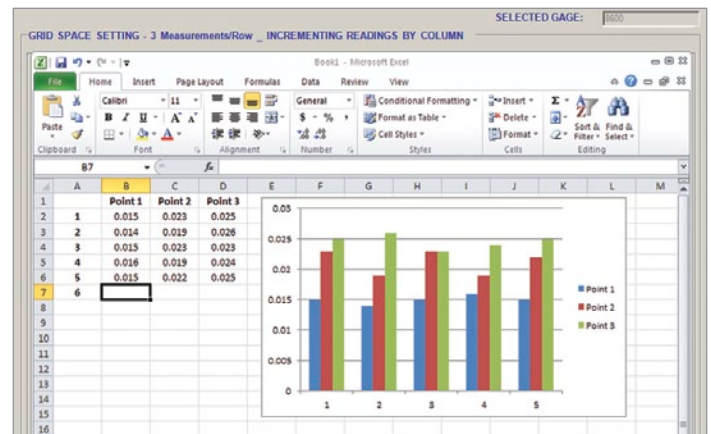 SELECTED GAGE: 8600
GRID SPACE SETTING - 3 Measurements/Row _ INCREMENTING READINGS BY COLUMN
Book1 - Microsoft Excel
File Home Insert Page Layout Formulas Data Review View
Calibri 11 General Conditional Formatting Insert Σ
Paste B I U A A $ % , Format as Table Delete Sort & Find &
Cell Styles Format Filter Select
Clipboard Font Alignment Number Styles Cells Editing
B7 fx
A B C D E F G H I J K L M
1 Point 1 Point 2 Point 3
2 1 0.015 0.023 0.025
3 2 0.014 0.019 0.026
4 3 0.015 0.023 0.023
5 4 0.016 0.019 0.024
6 5 0.015 0.022 0.025
7 6
8
9
10
11
12
13
14
15
16
0.03
0.025
0.02
0.015
0.01
0.005
0
1 2 3 4 5
Point 1
Point 2
Point 3